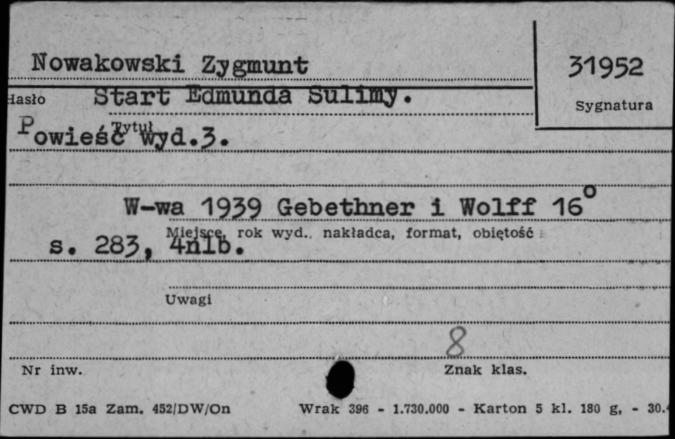 Nowakowski Zygmunt
31952
Hasło
Start Edmunda Sulimy.
Sygnatura
Tytuł
Powieść Wyd.3.
W-wa 1939 Gebethner i Wolff 16°
Miejsce, rok wyd., nakładca, format, objętość
s. 283, 4nlb.
Uwagi
8
Nr inw.
Znak klas.
CWD B 15a Zam. 452/DW/On
Wrak 396 - 1.730.000 - Karton 5 kl. 180 g, - 30.